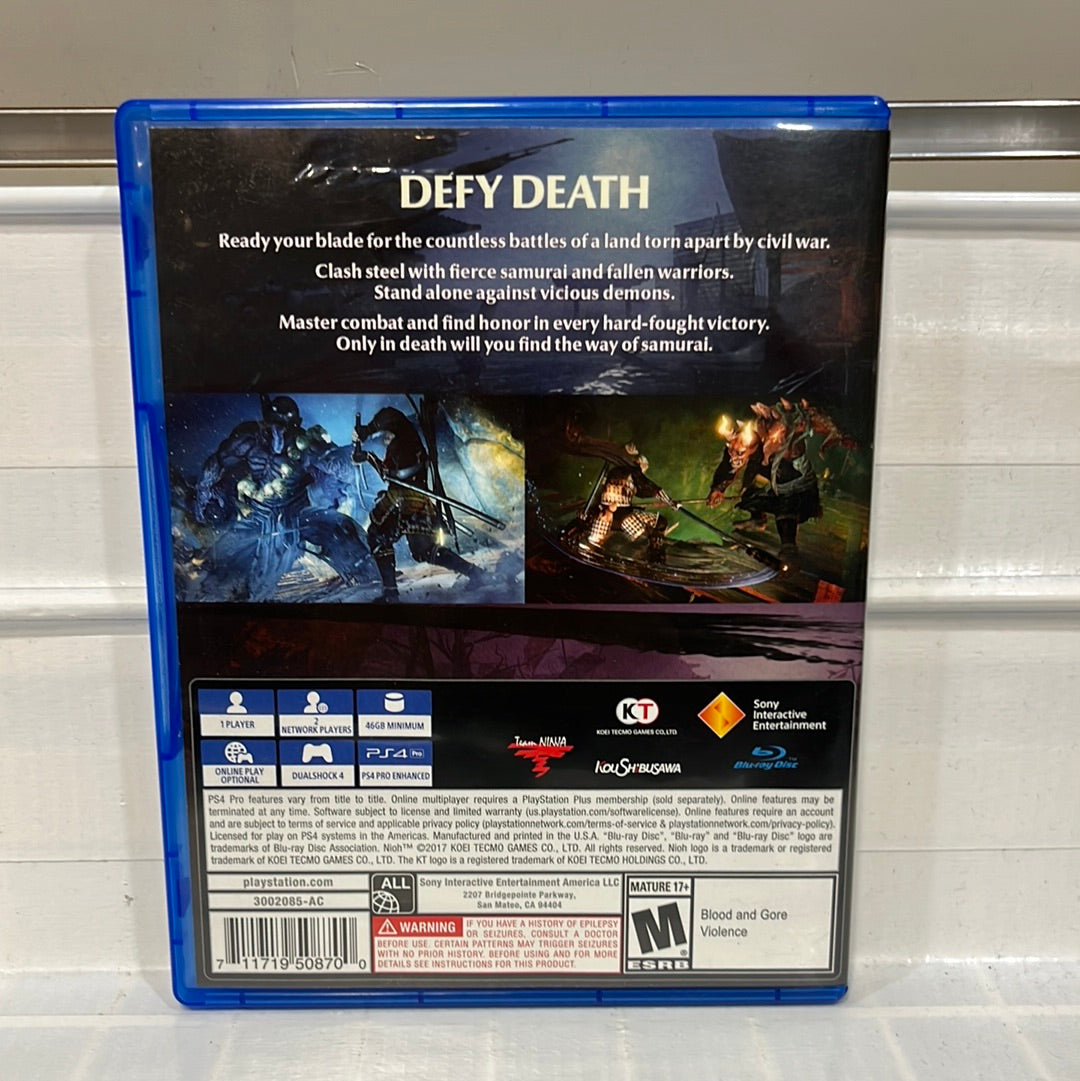 DEFY DEATH
Ready your blade for the countless battles of a land torn apart by civil war.
Clash steel with fierce samurai and fallen warriors.
Stand alone against vicious demons.
Master combat and find honor in every hard-fought victory.
Only in death will you find the way of samurai.
1 PLAYER
2
NETWORK PLAYERS
46GB MINIMUM
ONLINE PLAY
OPTIONAL
DUALSHOCK 4
PS4 Pro
PS4 PRO ENHANCED
Team NINJA
KT
KOEI TECMO GAMES CO., LTD.
KOU SHIBUSAWA
Sony
Interactive
Entertainment
Blu-ray Disc™
PS4 Pro features vary from title to title. Online multiplayer requires a PlayStation Plus membership (sold separately). Online features may be
terminated at any time. Software subject to license and limited warranty (us.playstation.com/softwarelicense). Online features require an account
and are subject to terms of service and applicable privacy policy (playstationnetwork.com/terms-of-service & playstationnetwork.com/privacy-policy).
Licensed for play on PS4 systems in the Americas. Manufactured and printed in the U.S.A. "Blu-ray Disc", "Blu-ray" and "Blu-ray Disc" logo are
trademarks of Blu-ray Disc Association. Nioh™ ©2017 KOEI TECMO GAMES CO., LTD. All rights reserved. Nioh logo is a trademark or registered
trademark of KOEI TECMO GAMES CO., LTD. The KT logo is a registered trademark of KOEI TECMO HOLDINGS CO., LTD.
playstation.com
3002085-AC
ALL
Sony Interactive Entertainment America LLC
2207 Bridgepointe Parkway,
San Mateo, CA 94404
WARNING
IF YOU HAVE A HISTORY OF EPILEPSY
OR SEIZURES, CONSULT A DOCTOR
BEFORE USE. CERTAIN PATTERNS MAY TRIGGER SEIZURES
WITH NO PRIOR HISTORY. BEFORE USING AND FOR MORE
DETAILS SEE INSTRUCTIONS FOR THIS PRODUCT.
7 11719 50870 0
MATURE 17+
M
®
ESRB
Blood and Gore
Violence